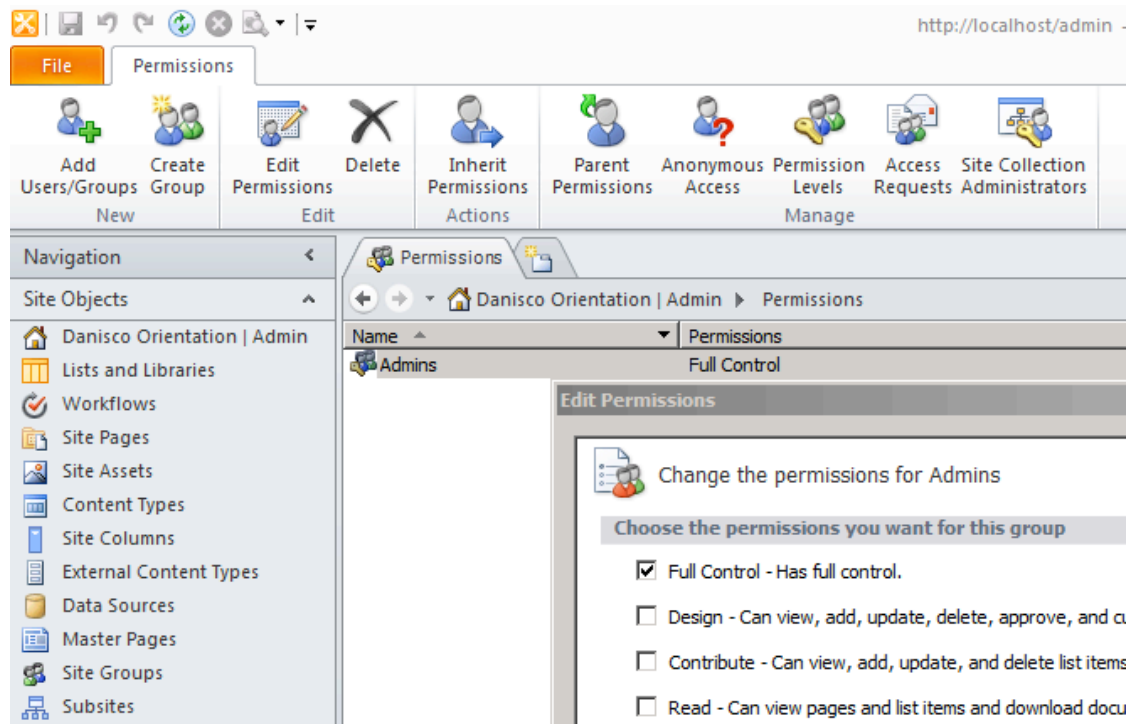 http://localhost/admin -
File Permissions
Add Users/Groups
Create Group
Edit Permissions
Delete
Inherit Permissions
Parent Permissions
Anonymous Access
Permission Levels
Access Requests
Site Collection Administrators
New
Edit
Actions
Manage
Navigation
Site Objects
Danisco Orientation | Admin
Lists and Libraries
Workflows
Site Pages
Site Assets
Content Types
Site Columns
External Content Types
Data Sources
Master Pages
Site Groups
Subsites
Permissions
Danisco Orientation | Admin Permissions
Name Permissions
Admins Full Control
Edit Permissions
Change the permissions for Admins
Choose the permissions you want for this group
Full Control - Has full control.
Design - Can view, add, update, delete, approve, and cu
Contribute - Can view, add, update, and delete list items
Read - Can view pages and list items and download docu